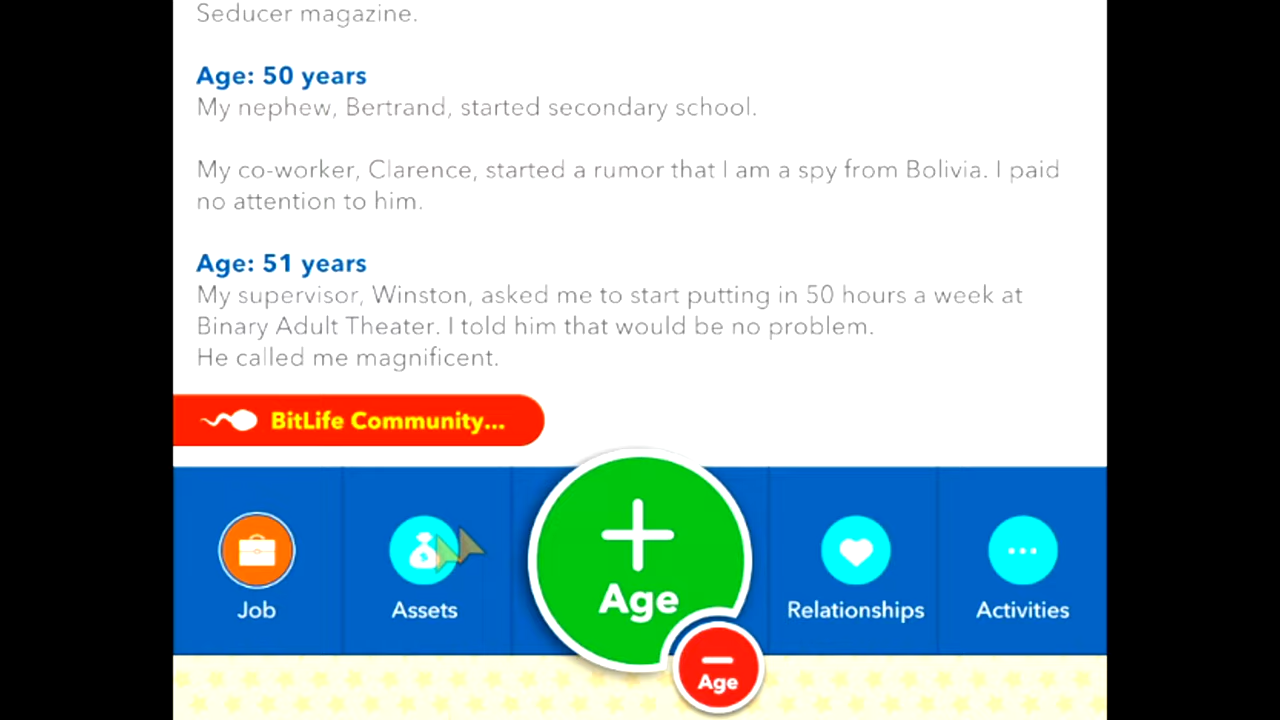 Seducer magazine.
Age: 50 years
My nephew, Bertrand, started secondary school.
My co-worker, Clarence, started a rumor that I am a spy from Bolivia. I paid
no attention to him.
Age: 51 years
My supervisor, Winston, asked me to start putting in 50 hours a week at
Binary Adult Theater. I told him that would be no problem.
He called me magnificent.
BitLife Community...
Job
Assets
Age
Relationships
Activities
Age